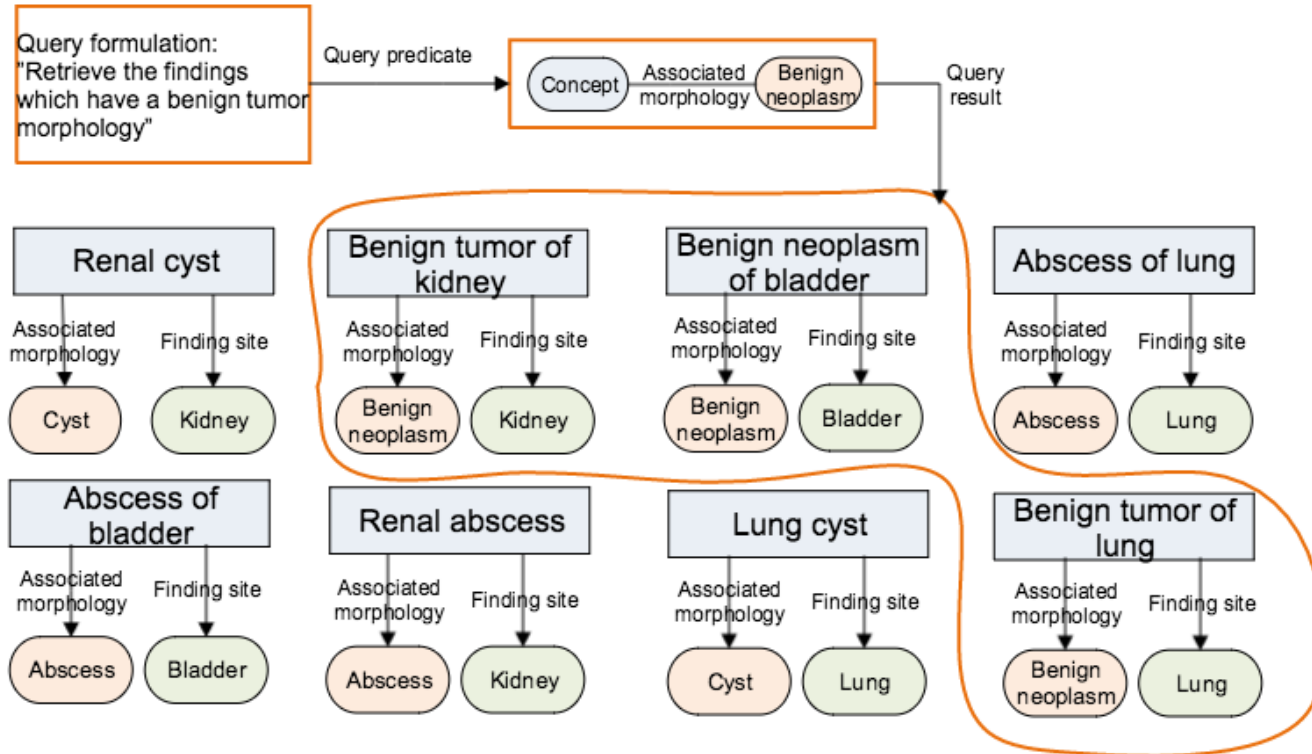 Query formulation:
"Retrieve the findings
which have a benign tumor
morphology"
Query predicate
Concept
Associated
morphology
Benign
neoplasm
Query
result
Renal cyst
Associated
morphology
Finding site
Cyst
Kidney
Benign tumor of
kidney
Associated
morphology
Finding site
Benign
neoplasm
Kidney
Benign neoplasm
of bladder
Associated
morphology
Finding site
Benign
neoplasm
Bladder
Abscess of lung
Associated
morphology
Finding site
Abscess
Lung
Abscess of
bladder
Associated
morphology
Finding site
Abscess
Bladder
Renal abscess
Associated
morphology
Finding site
Abscess
Kidney
Lung cyst
Associated
morphology
Finding site
Cyst
Lung
Benign tumor of
lung
Associated
morphology
Finding site
Benign
neoplasm
Lung